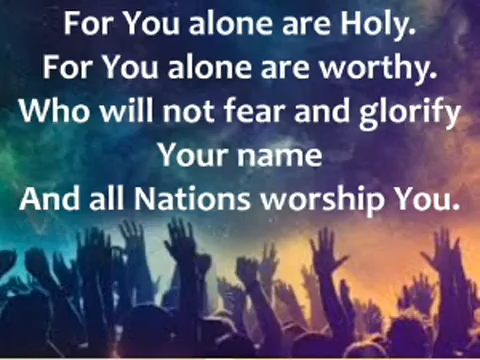 For You alone are Holy.
For You alone are worthy.
Who will not fear and glorify
Your name
And all Nations worship You.